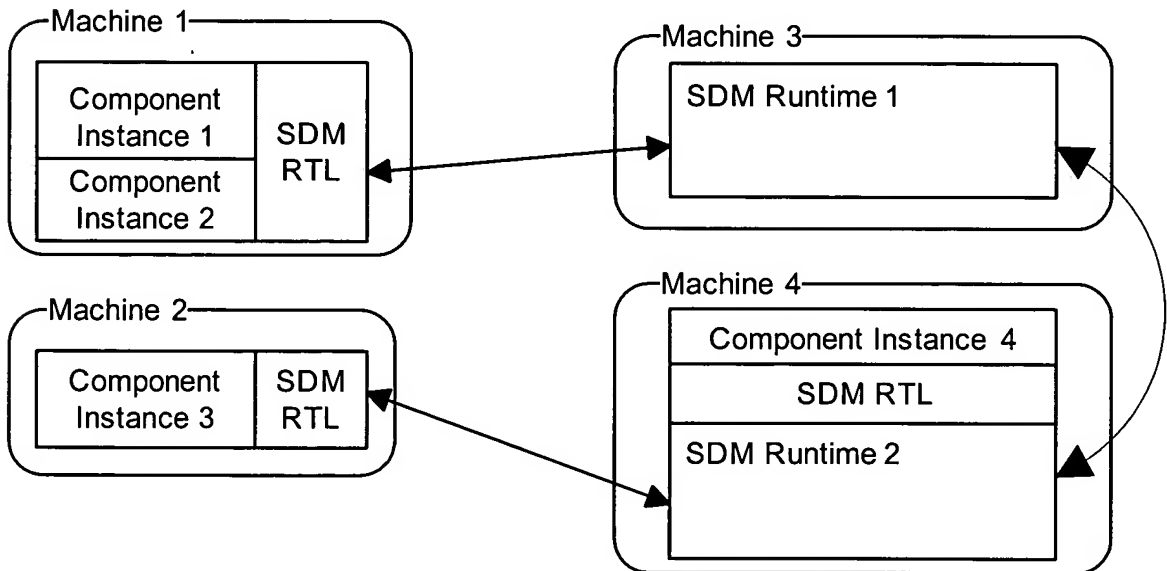 Machine 1
Component
Instance 1
SDM
RTL
Component
Instance 2
Machine 3
SDM Runtime 1
Machine 2
Component
Instance 3
SDM
RTL
Machine 4
Component Instance 4
SDM RTL
SDM Runtime 2